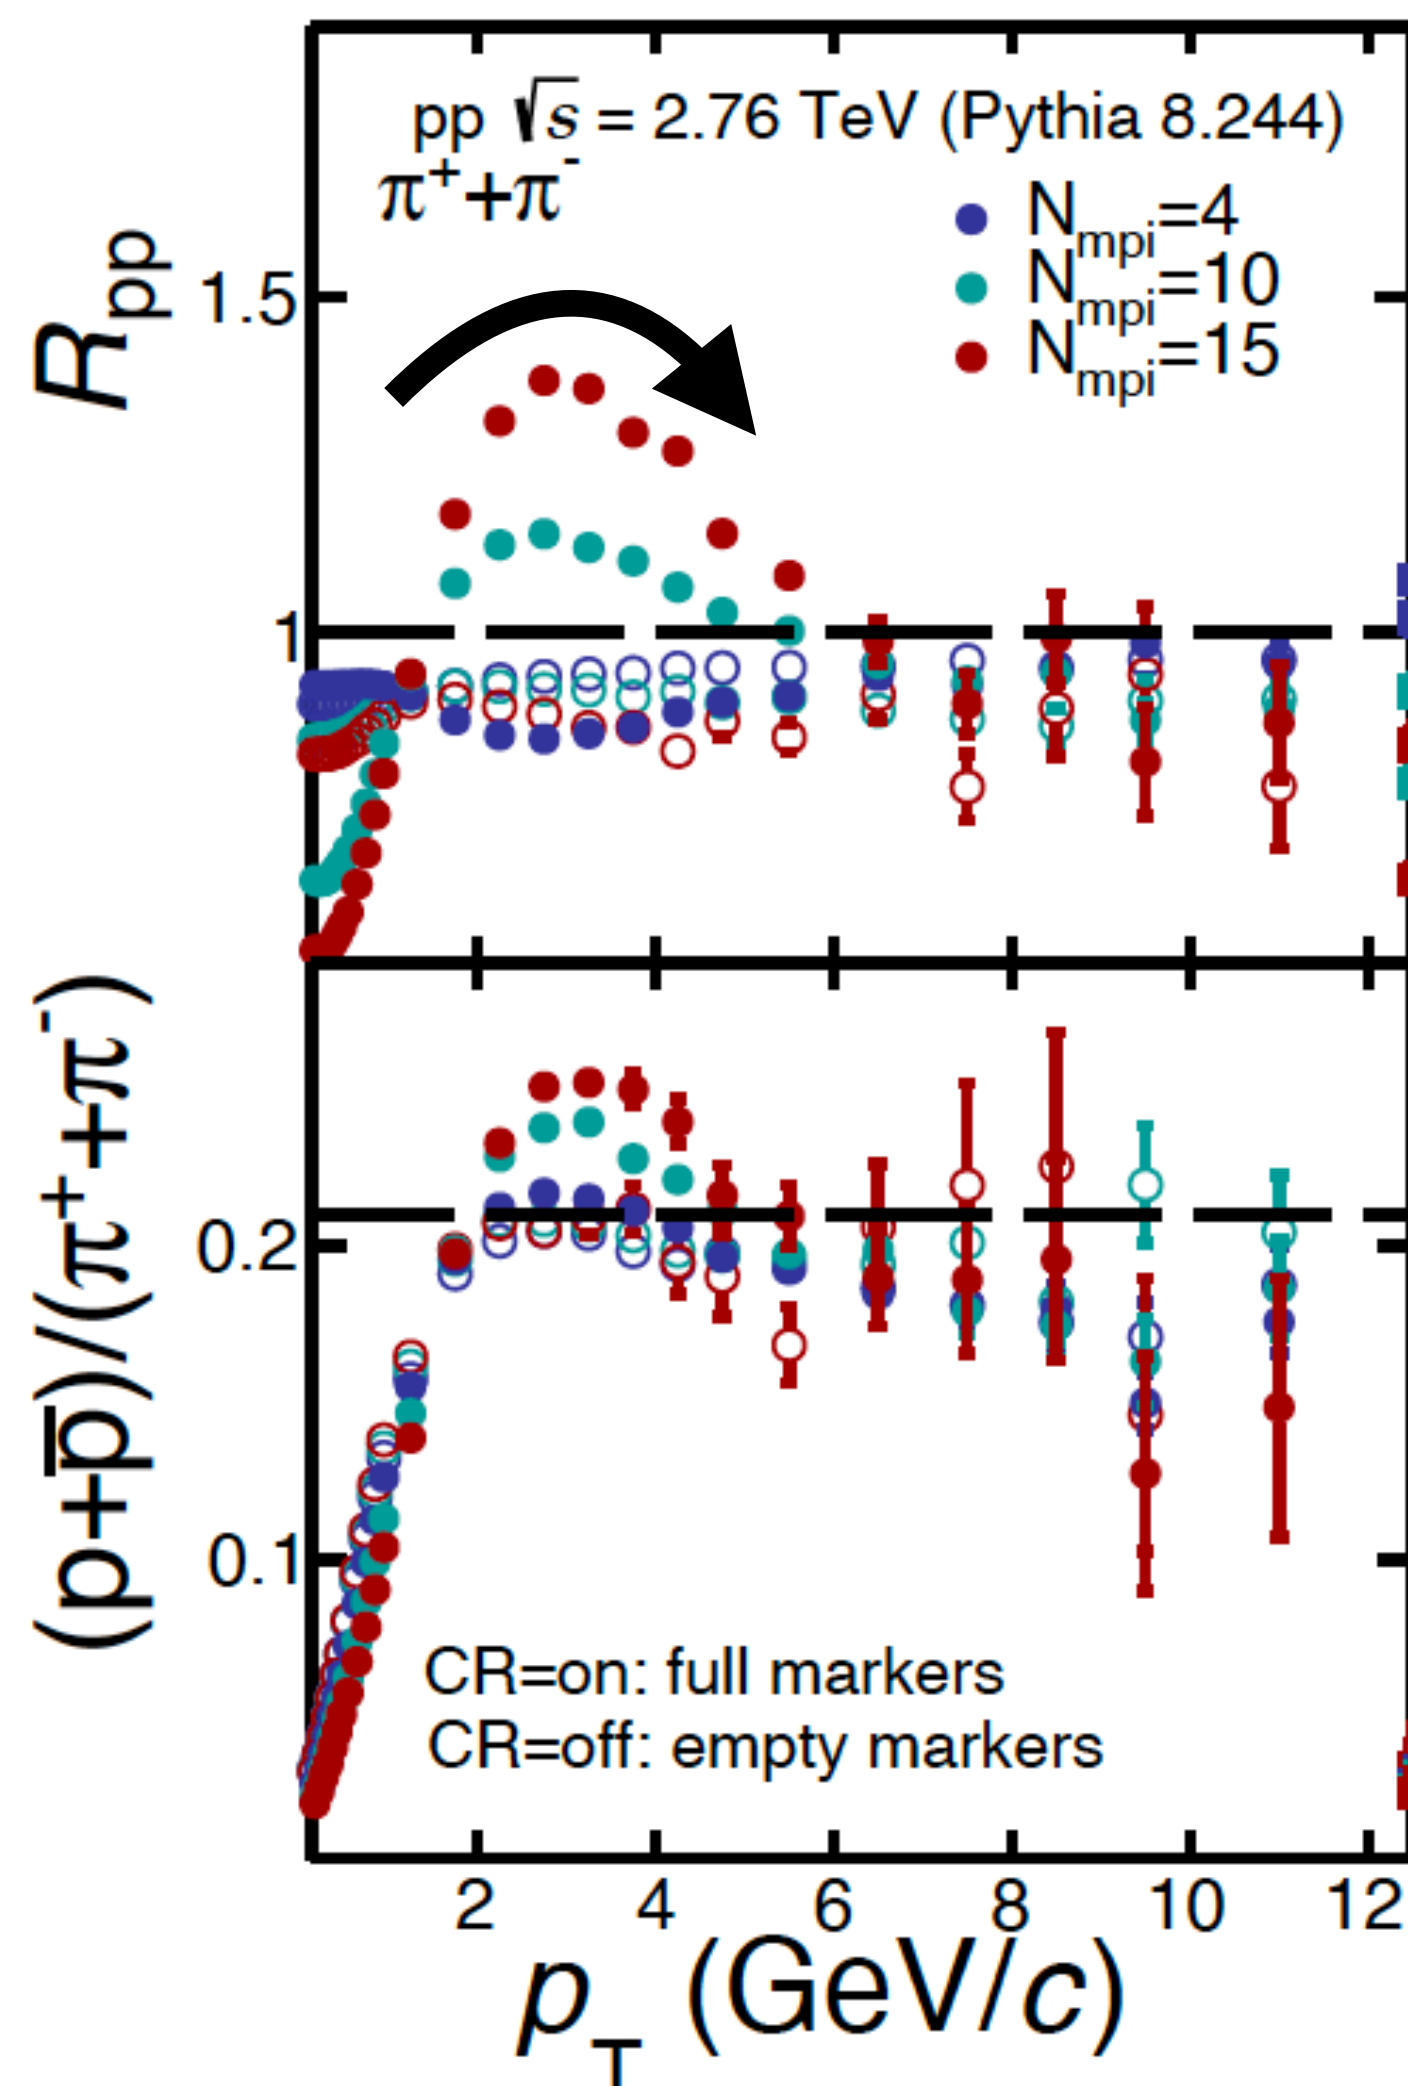 pp √s = 2.76 TeV (Pythia 8.244)
π⁺+π⁻
N_mpi=4
N_mpi=10
N_mpi=15
R_pp
1.5
1
(p+p̅)/(π⁺+π⁻)
0.2
0.1
CR=on: full markers
CR=off: empty markers
2 4 6 8 10 12
p_T (GeV/c)